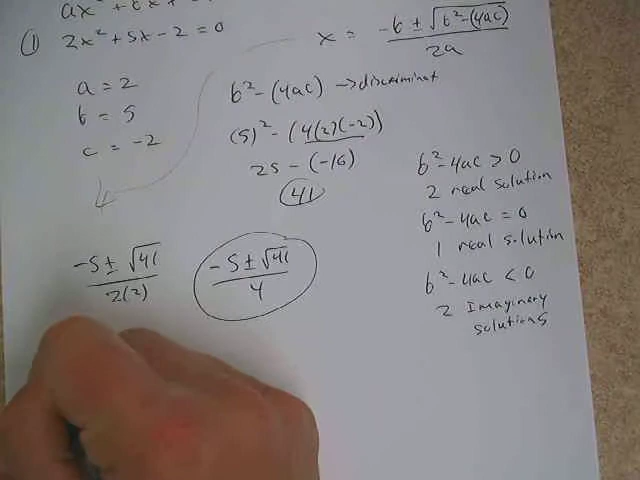 ① 2x² + 5x - 2 = 0
x = -b ± √b² - (4ac) / 2a
a = 2
b = 5
c = -2
b² - (4ac) → discriminat
(5)² - (4(2)(-2))
25 - (-16)
41
-5 ± √41 / 2(2)
-5 ± √41 / 4
b² - 4ac > 0
2 real solution
b² - 4ac = 0
1 real solution
b² - 4ac < 0
2 Imaginery
solutions